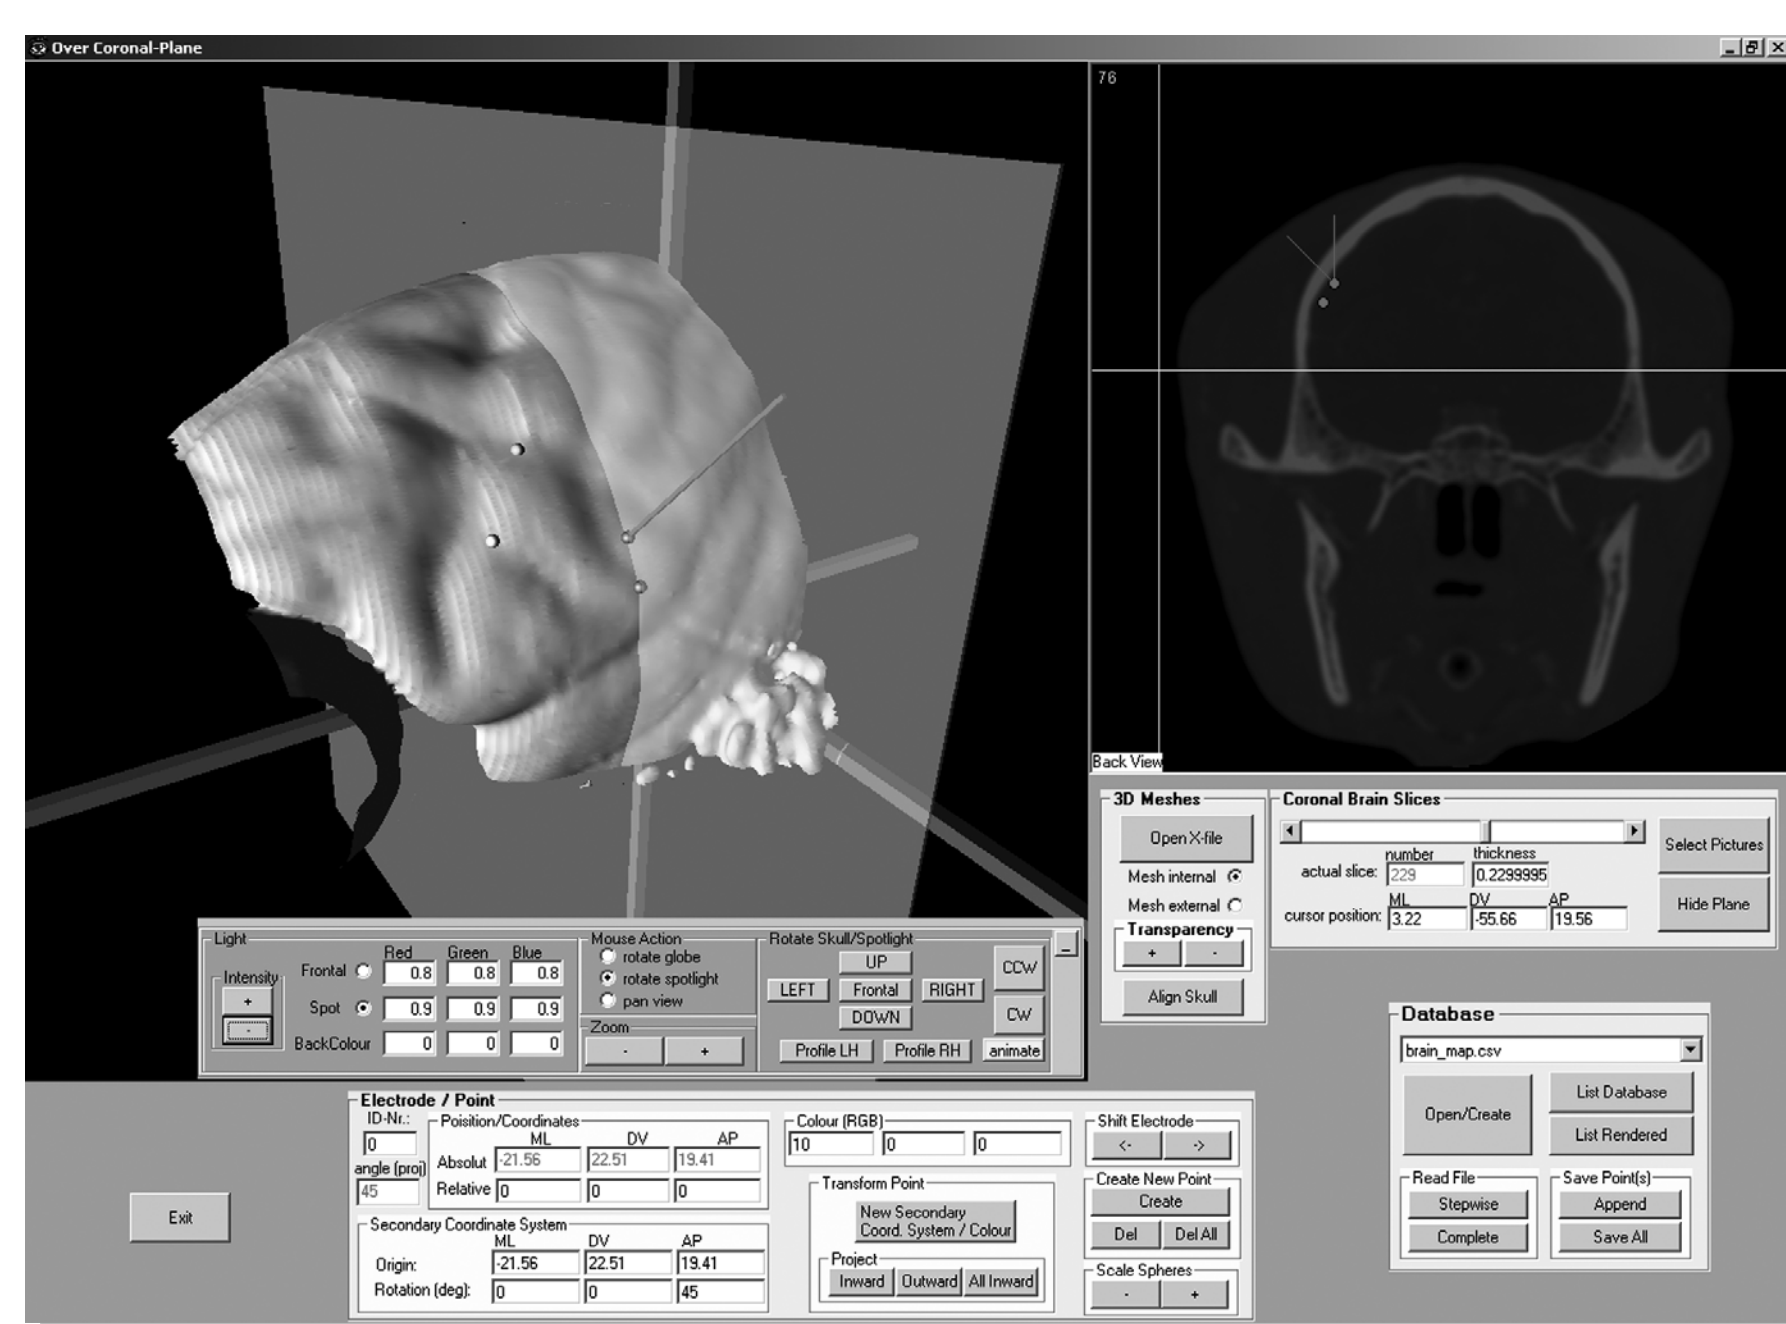 Over Coronal-Plane
76
Back View
3D Meshes
Open X-file
Mesh internal
Mesh external
Transparency
+ -
Align Skull
Coronal Brain Slices
number thickness
actual slice: 229 0.2299995
ML DV AP
cursor position: 3.22 -55.66 19.56
Select Pictures
Hide Plane
Light
Red Green Blue
Intensity
+
-
Frontal 0.8 0.8 0.8
Spot 0.9 0.9 0.9
BackColour 0 0 0
Mouse Action
rotate globe
rotate spotlight
pan view
Zoom
- +
Rotate Skull/Spotlight
UP
LEFT Frontal RIGHT
DOWN
CCW
CW
Profile LH Profile RH animate
Database
brain_map.csv
Open/Create
List Database
List Rendered
Read File
Stepwise
Complete
Save Point(s)
Append
Save All
Electrode / Point
ID-Nr.:
0
angle (proj)
45
Poisition/Coordinates
ML DV AP
Absolut -21.56 22.51 19.41
Relative 0 0 0
Secondary Coordinate System
ML DV AP
Origin: -21.56 22.51 19.41
Rotation (deg): 0 0 45
Colour (RGB)
10 0 0
Transform Point
New Secondary
Coord. System / Colour
Project
Inward Outward All Inward
Shift Electrode
<- ->
Create New Point
Create
Del Del All
Scale Spheres
- +
Exit